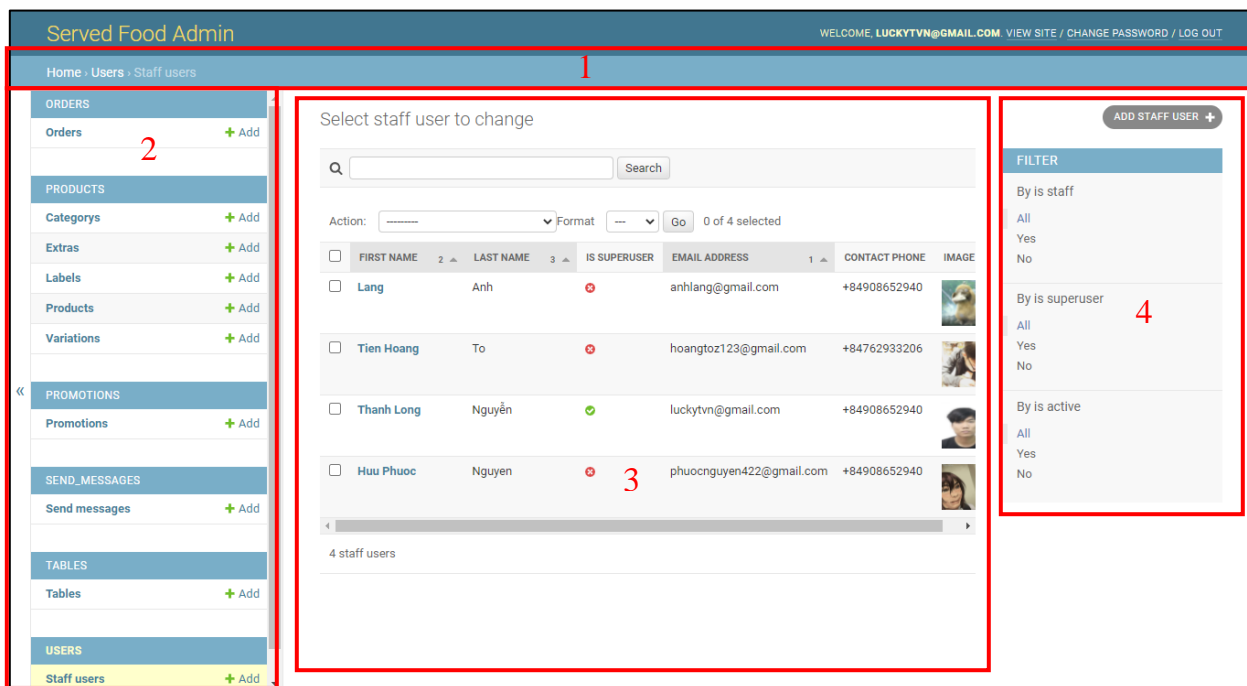 Served Food Admin
WELCOME, LUCKYTVN@GMAIL.COM. VIEW SITE / CHANGE PASSWORD / LOG OUT
Home › Users › Staff users
1
ORDERS
Orders + Add
2
PRODUCTS
Categorys + Add
Extras + Add
Labels + Add
Products + Add
Variations + Add
«
PROMOTIONS
Promotions + Add
SEND_MESSAGES
Send messages + Add
TABLES
Tables + Add
USERS
Staff users + Add
Select staff user to change
Search
Action: --------- Format --- Go 0 of 4 selected
FIRST NAME 2 LAST NAME 3 IS SUPERUSER EMAIL ADDRESS 1 CONTACT PHONE IMAGE
Lang Anh anhlang@gmail.com +84908652940
Tien Hoang To hoangtoz123@gmail.com +84762933206
Thanh Long Nguyễn luckytvn@gmail.com +84908652940
Huu Phuoc Nguyen phuocnguyen422@gmail.com +84908652940
3
4 staff users
ADD STAFF USER +
FILTER
By is staff
All
Yes
No
By is superuser
4
All
Yes
No
By is active
All
Yes
No